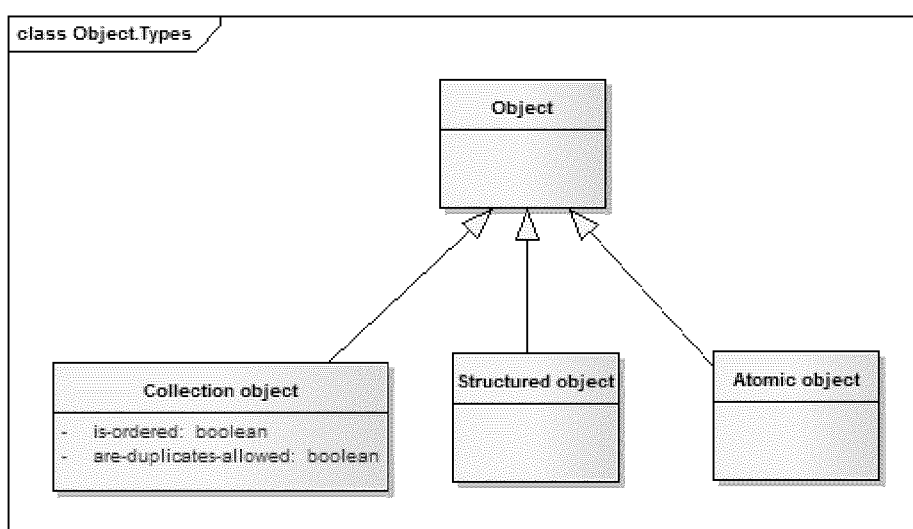 class Object.Types
Object
Collection object
- is-ordered: boolean
- are-duplicates-allowed: boolean
Structured object
Atomic object